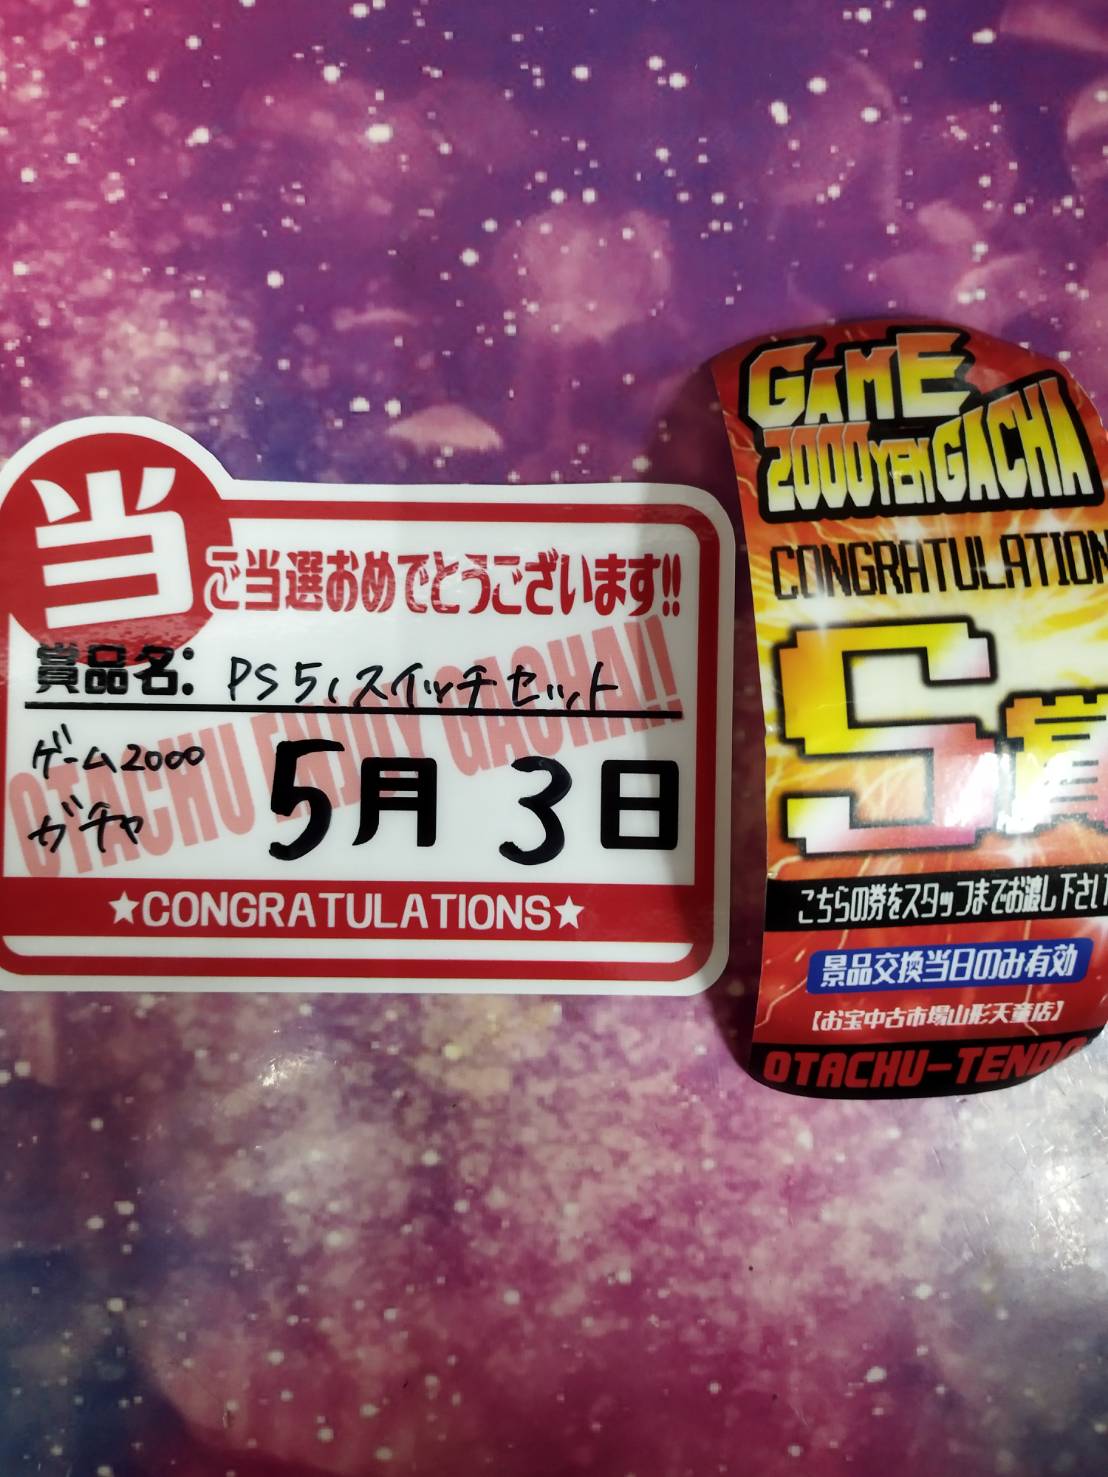 当
ご当選おめでとうございます!!
賞品名: PS5、スイッチセット
OTACHU ENJOY GACHA!!
ゲーム2000
ガチャ
5月 3日
★CONGRATULATIONS★
GAME
2000YEN GACHA
CONGRATULATION
S賞
こちらの券をスタッフまでお渡し下さい
景品交換当日のみ有効
【お宝中古市場山形天童店】
OTACHU-TENDO